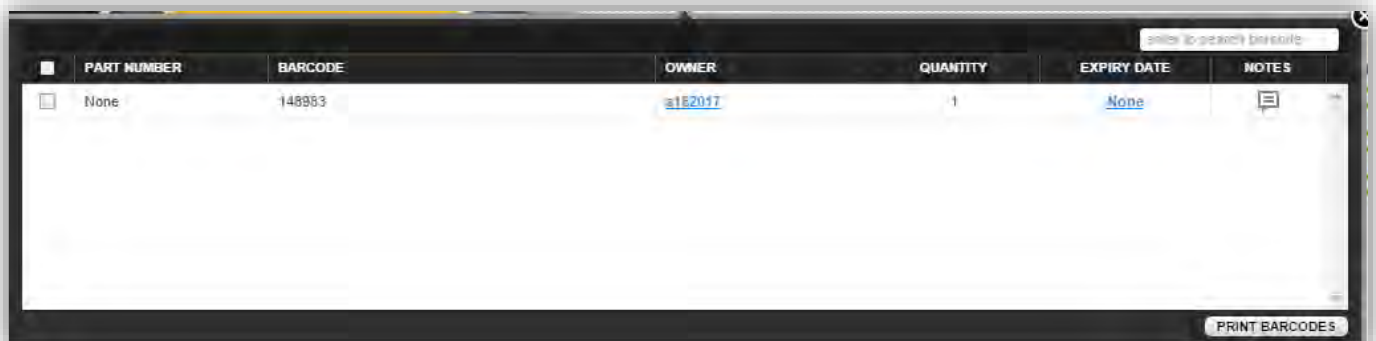 enter to search barcode
PART NUMBER BARCODE OWNER QUANTITY EXPIRY DATE NOTES
None 148983 a182017 1 None
PRINT BARCODES